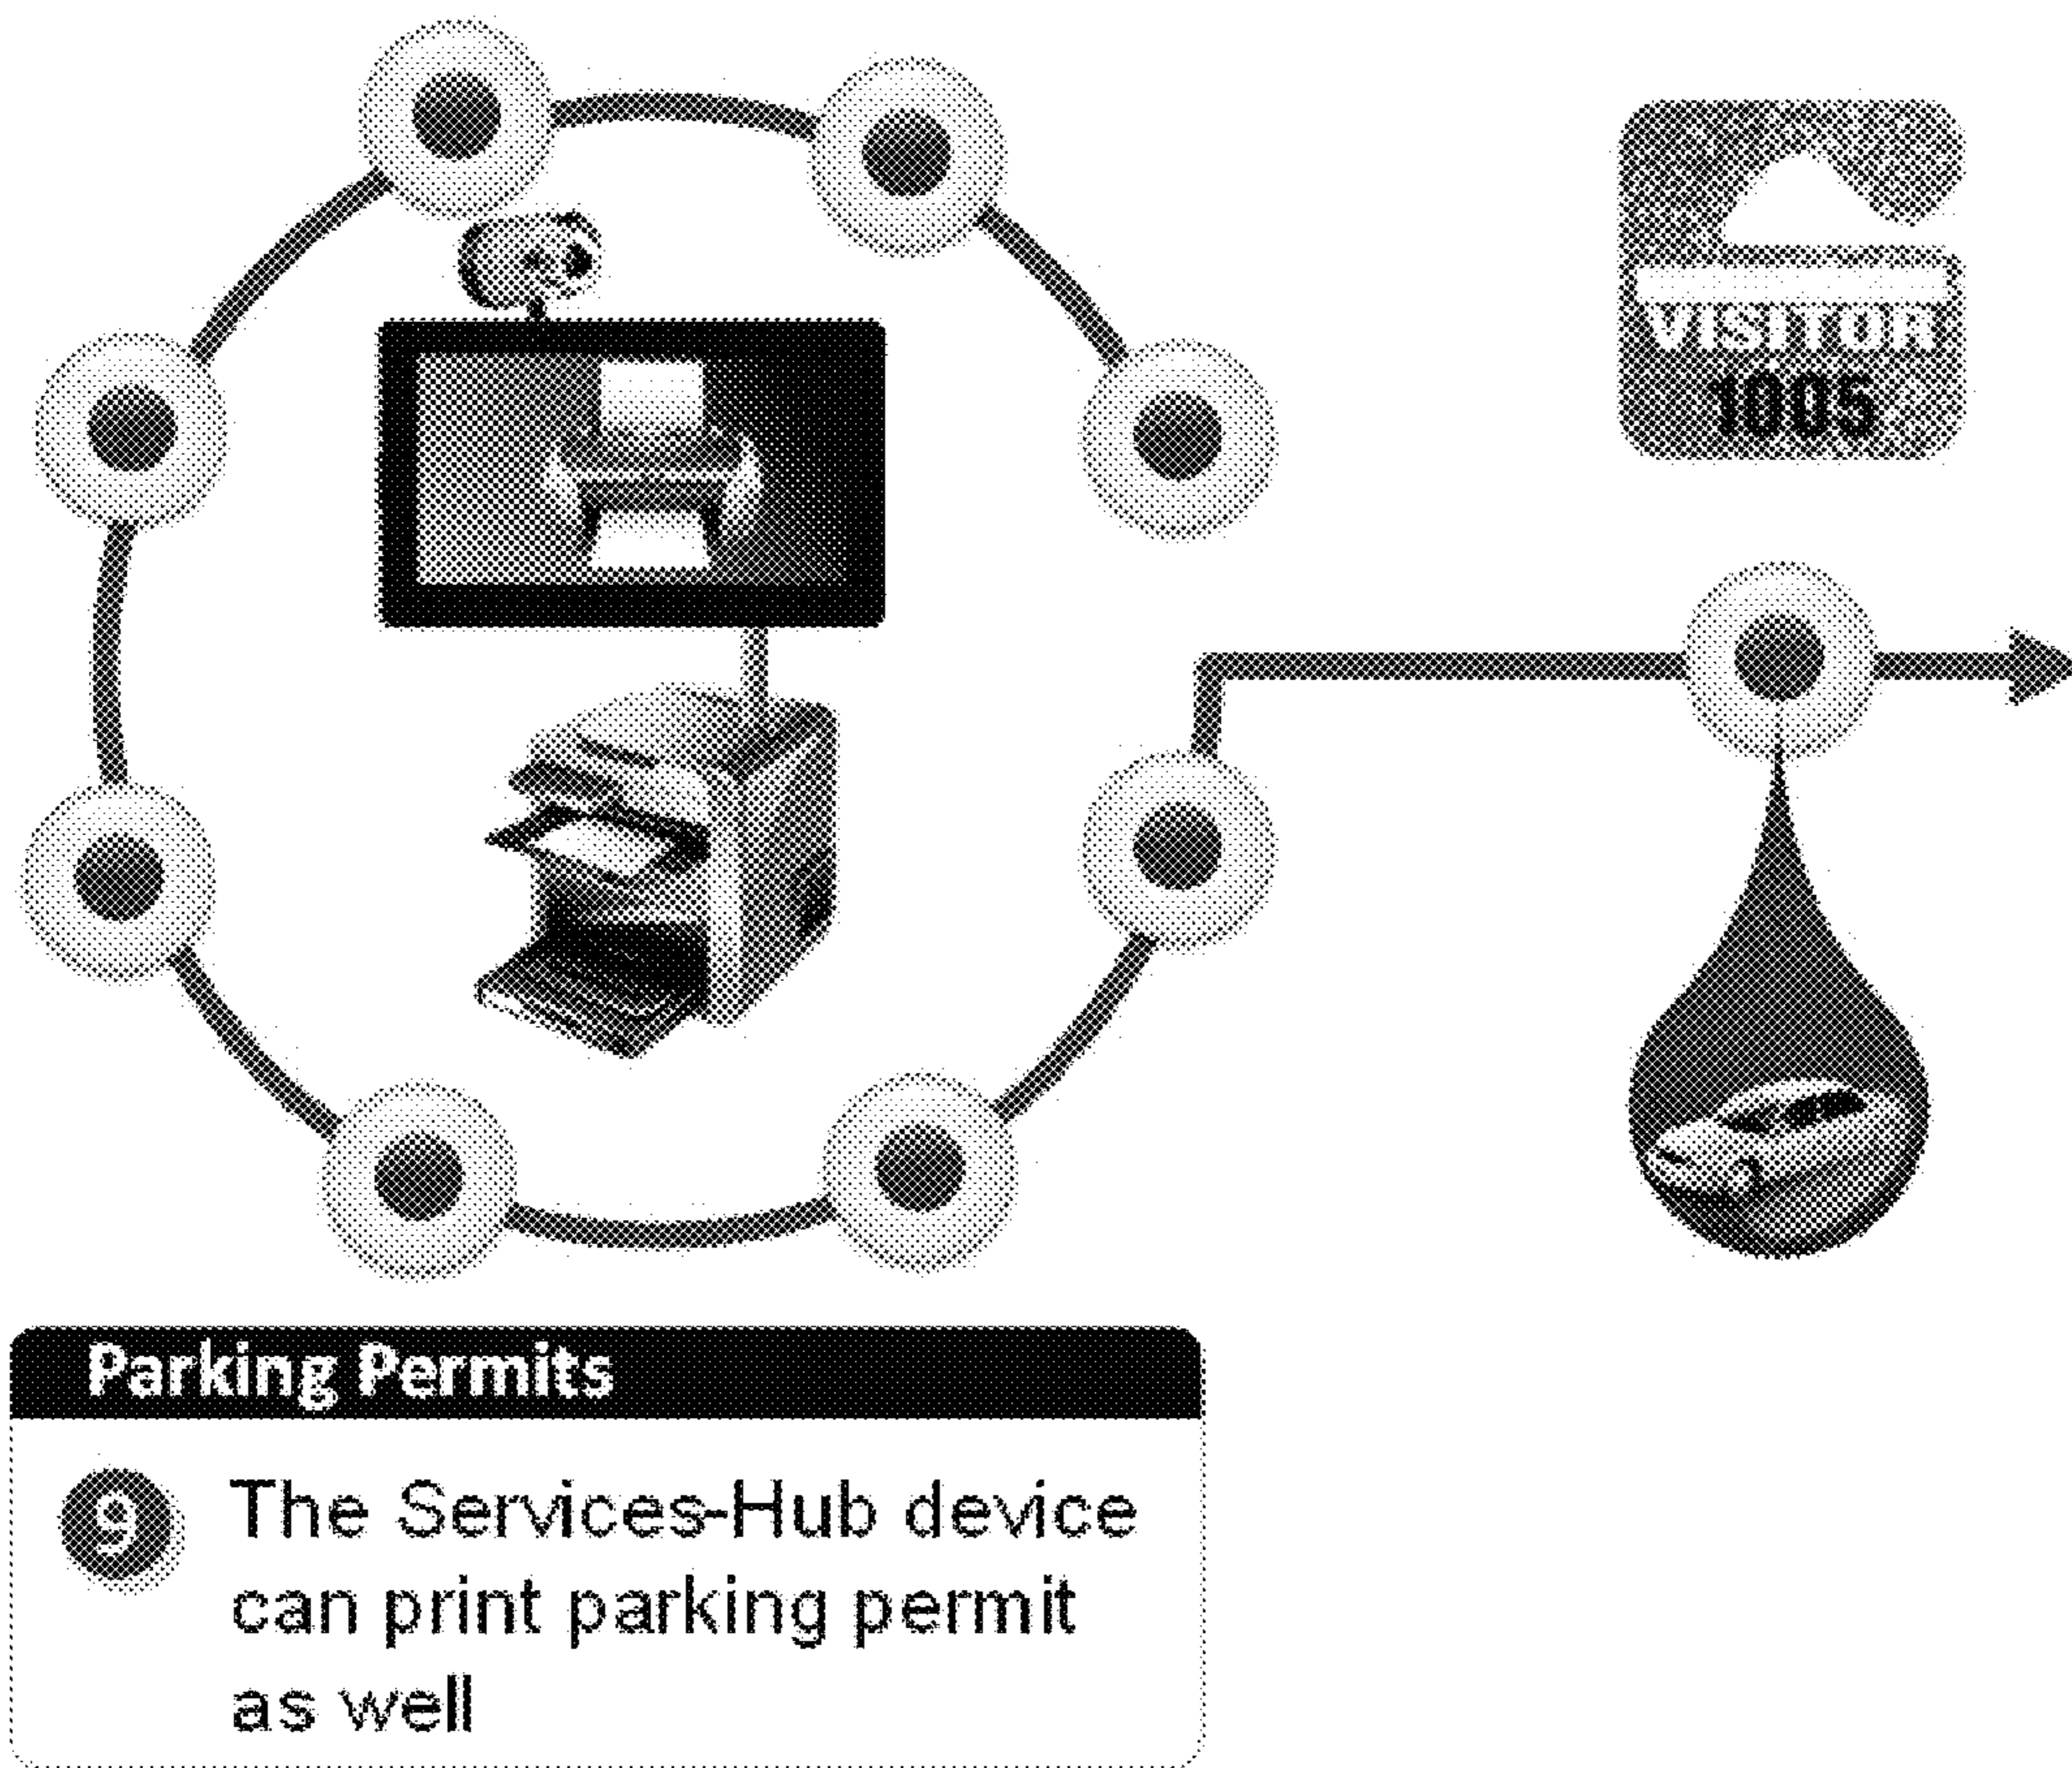 VISITOR
1005
Parking Permits
9 The Services-Hub device
can print parking permit
as well